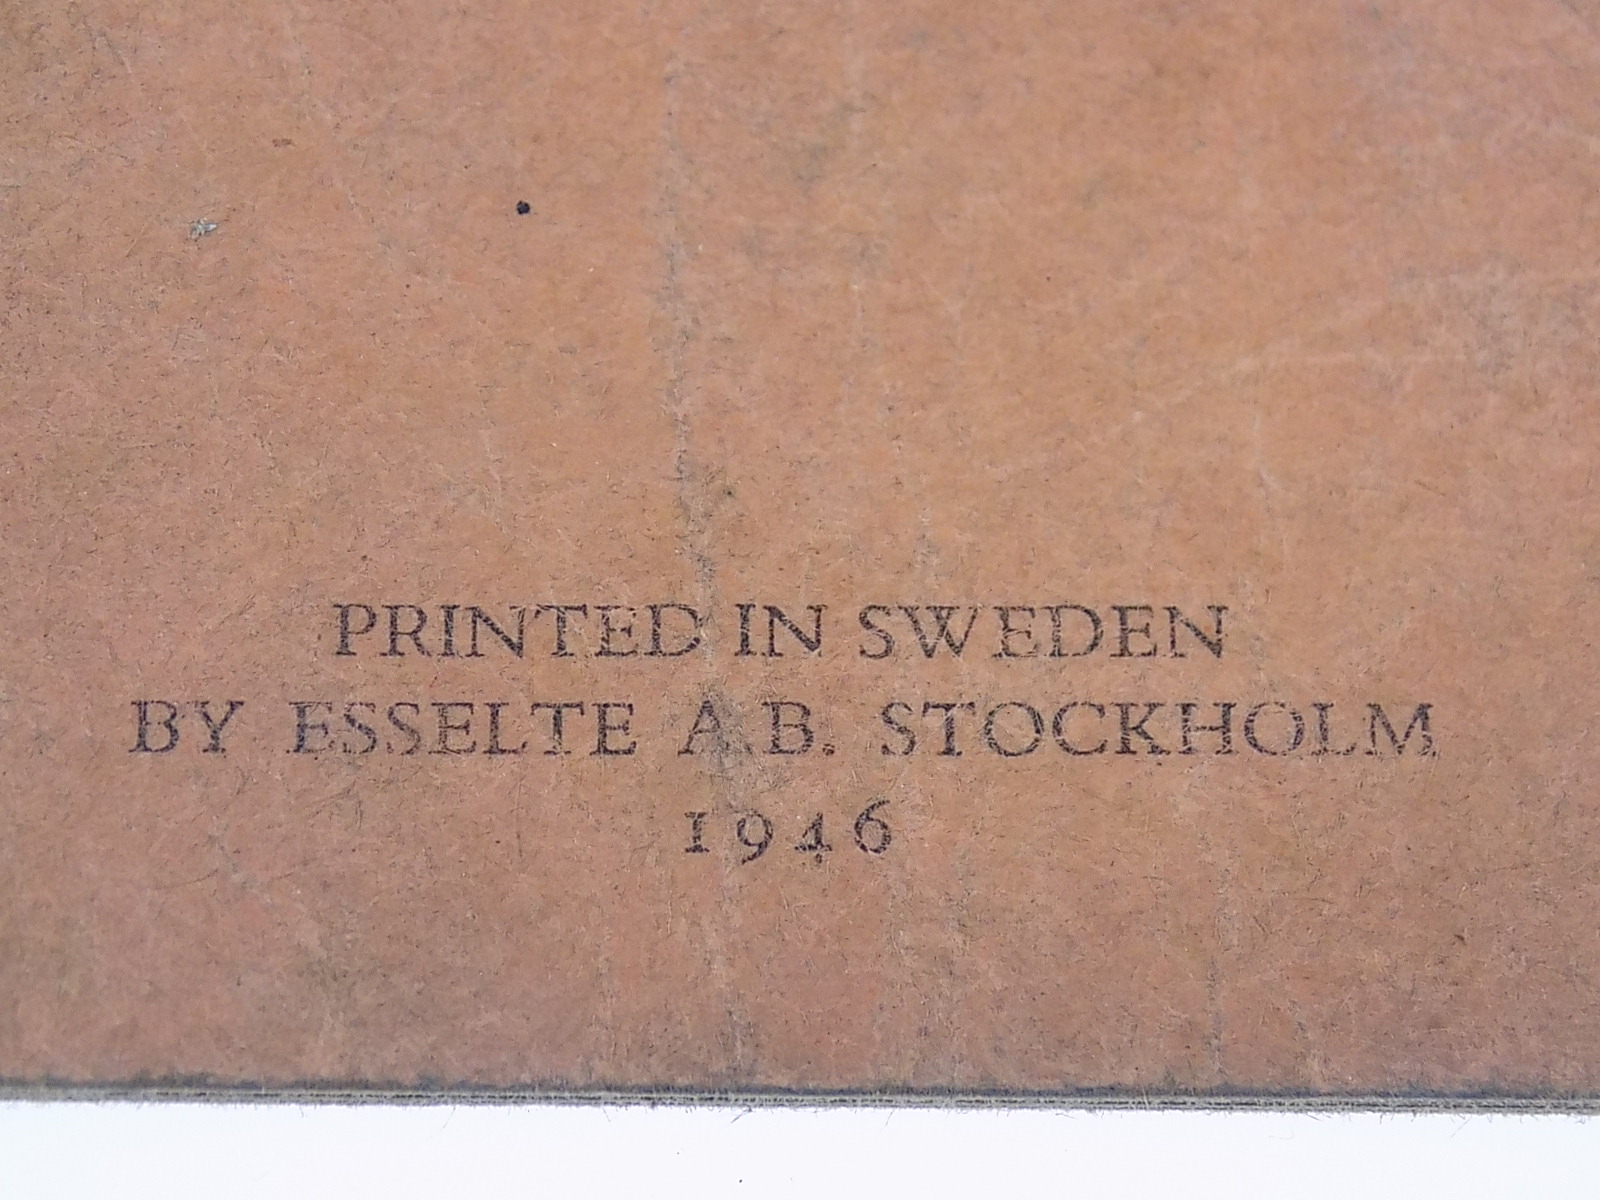 PRINTED IN SWEDEN
BY ESSELTE A.B. STOCKHOLM
1946